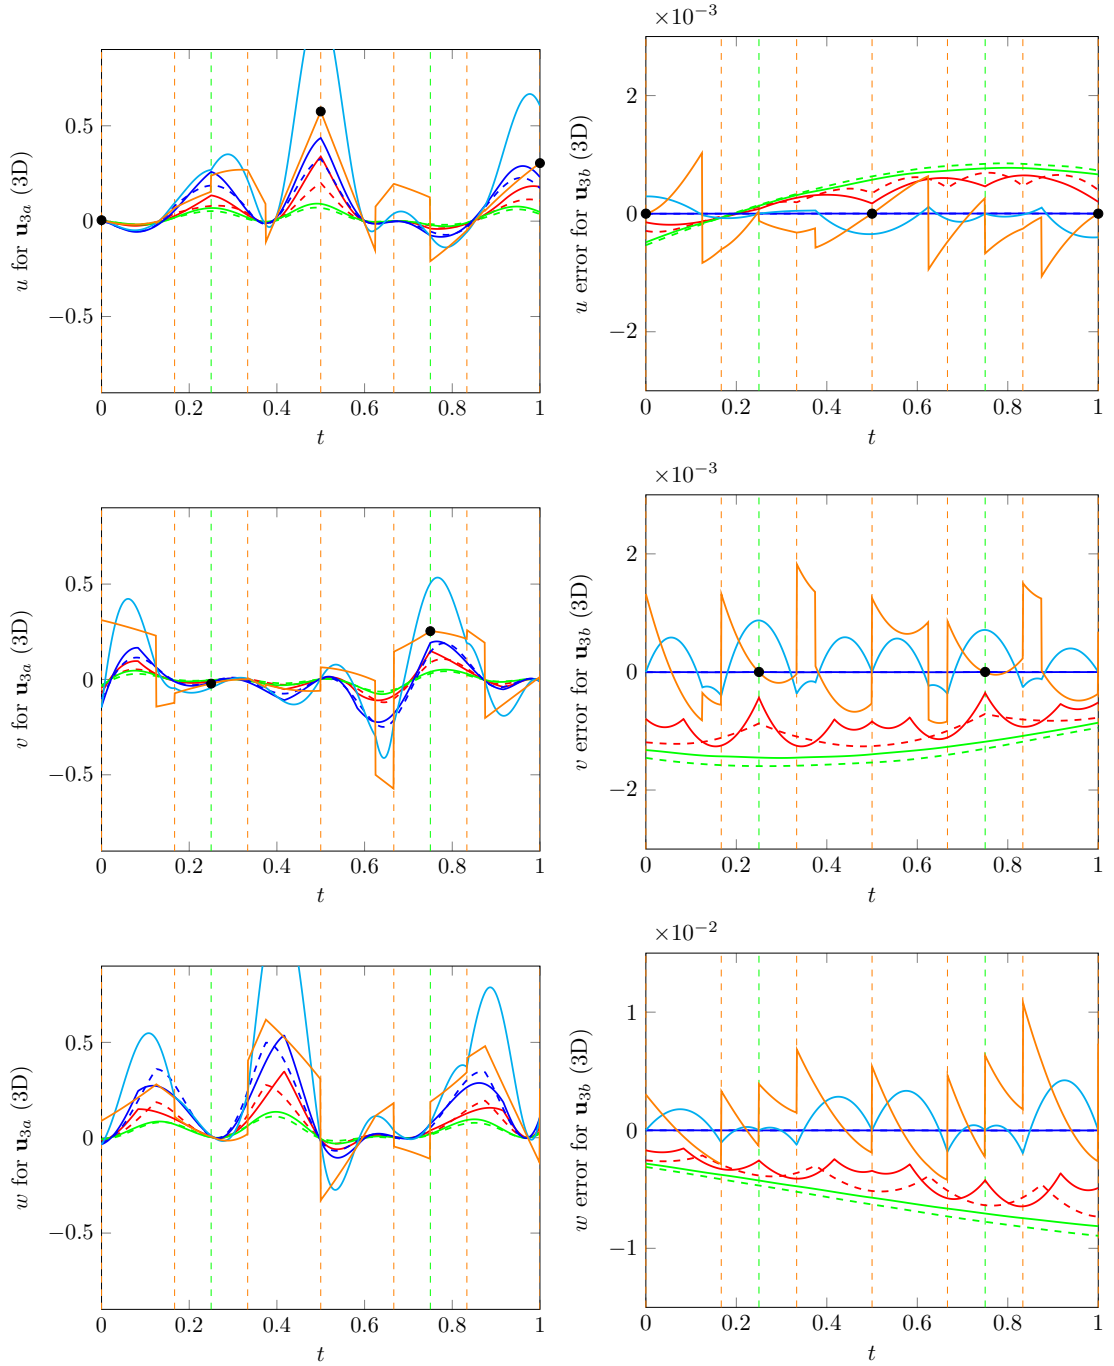 0.5
0
−0.5
0 0.2 0.4 0.6 0.8 1
t
u for u3a (3D)
×10−3
2
0
−2
0 0.2 0.4 0.6 0.8 1
t
u error for u3b (3D)
0.5
0
−0.5
0 0.2 0.4 0.6 0.8 1
t
v for u3a (3D)
×10−3
2
0
−2
0 0.2 0.4 0.6 0.8 1
t
v error for u3b (3D)
0.5
0
−0.5
0 0.2 0.4 0.6 0.8 1
t
w for u3a (3D)
×10−2
1
0
−1
0 0.2 0.4 0.6 0.8 1
t
w error for u3b (3D)